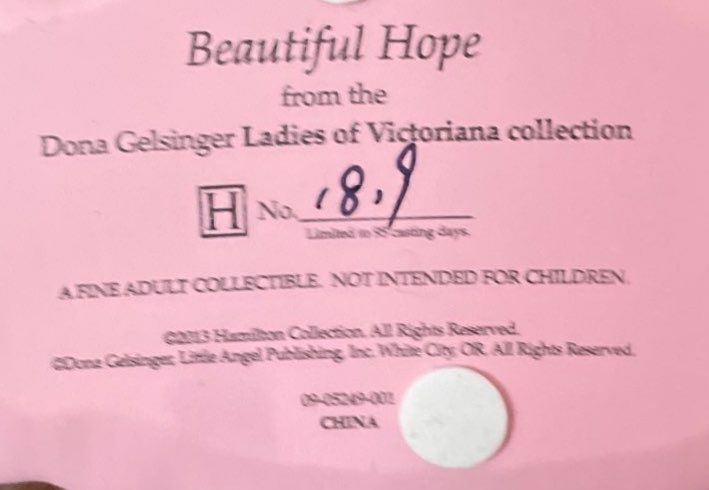 Beautiful Hope
from the
Dona Gelsinger Ladies of Victoriana collection
H No. 18,9
Limited to 95 casting days.
A FINE ADULT COLLECTIBLE. NOT INTENDED FOR CHILDREN.
©2013 Hamilton Collection. All Rights Reserved.
©Dona Gelsinger, Little Angel Publishing, Inc. White City, OR. All Rights Reserved.
09-05249-001
CHINA